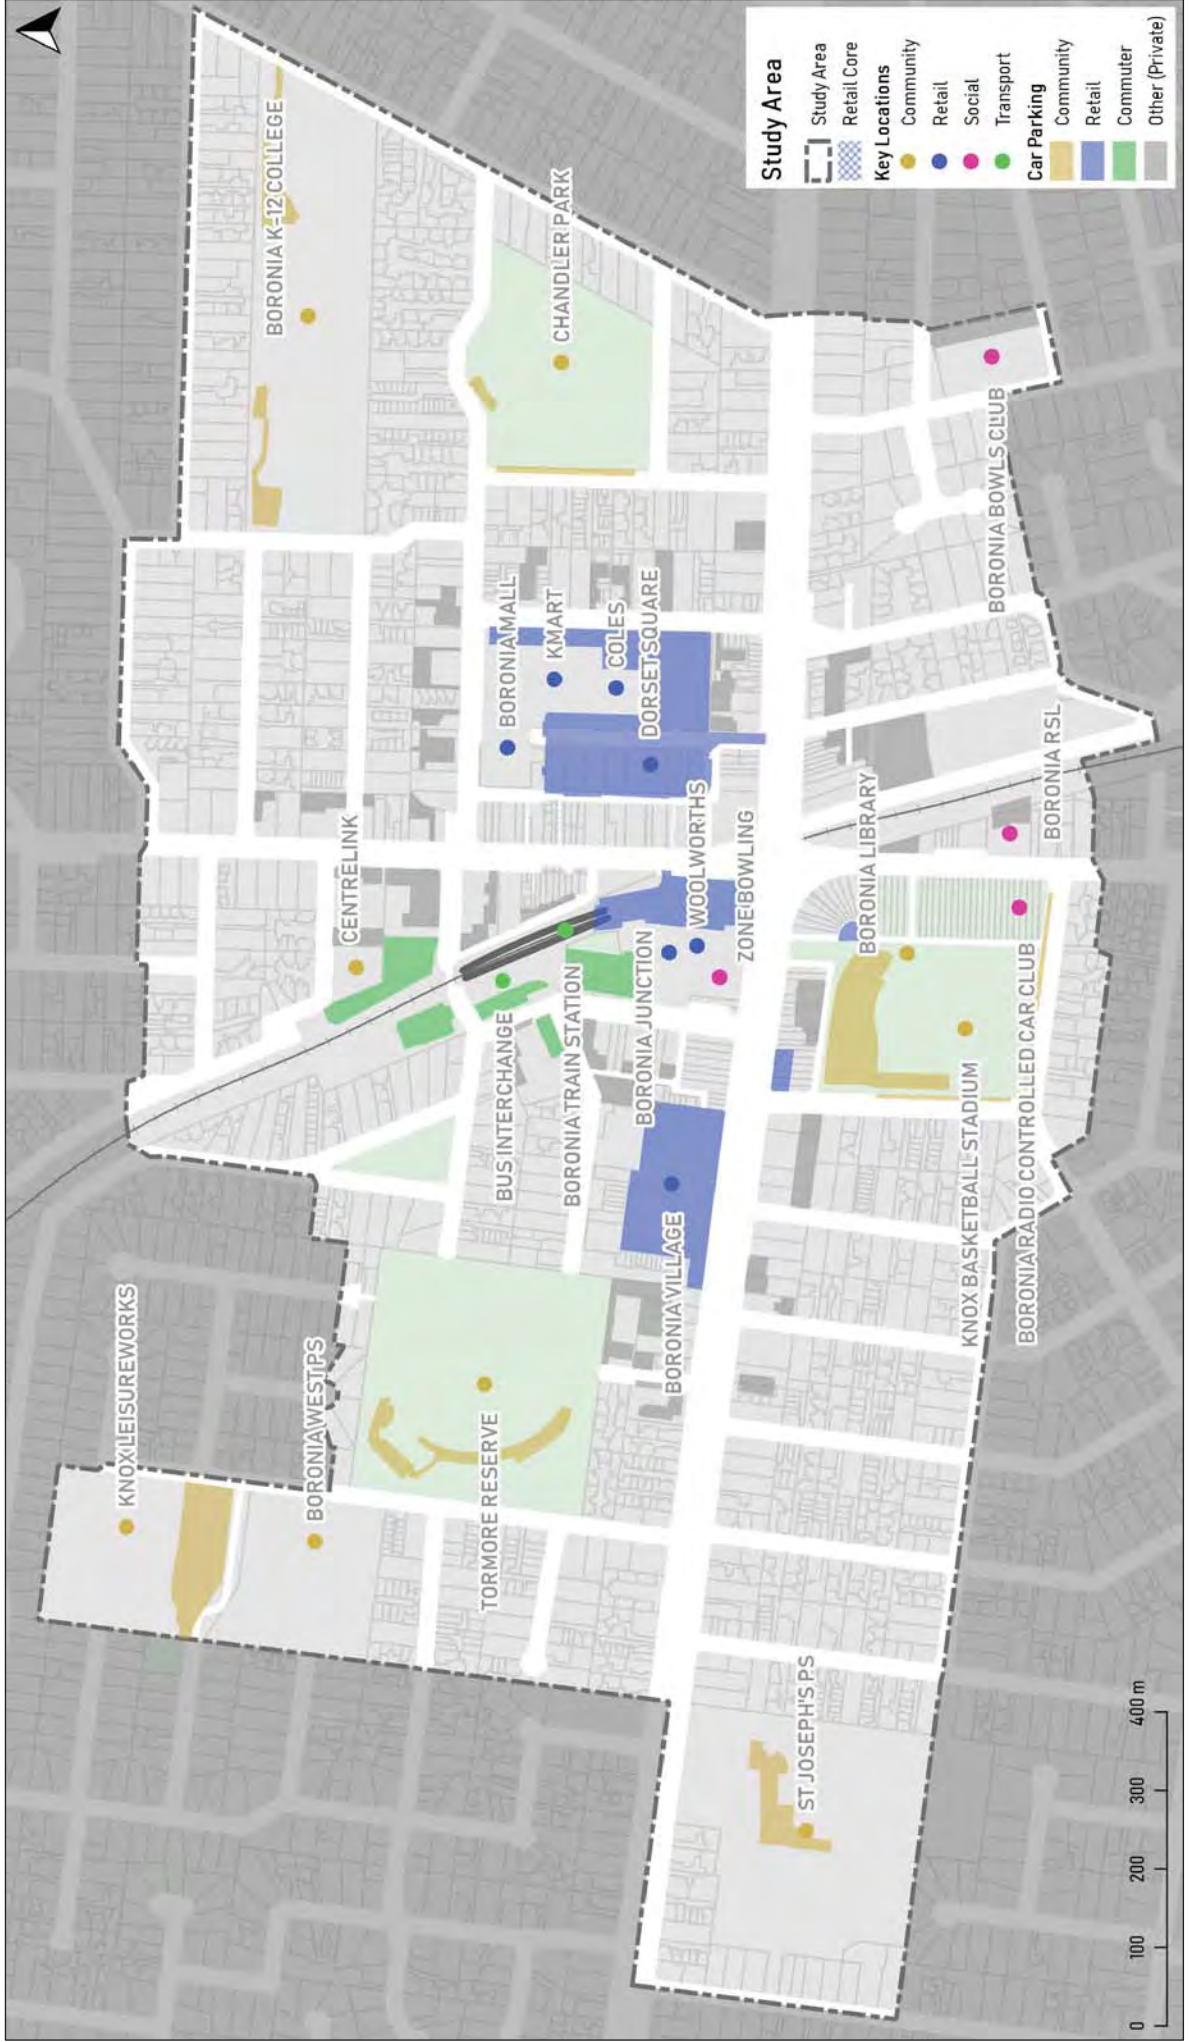 KNOX LEISUREWORKS
BORONIA WEST PS
TORMORE RESERVE
BORONIA K-12 COLLEGE
CENTRELINK
CHANDLER PARK
BUS INTERCHANGE
BORONIA TRAIN STATION
BORONIA MALL
KMART
COLES
DORSET SQUARE
BORONIA JUNCTION
WOOLWORTHS
BORONIA VILLAGE
ZONE BOWLING
ST JOSEPH'S PS
BORONIA LIBRARY
KNOX BASKETBALL STADIUM
BORONIA RADIO CONTROLLED CAR CLUB
BORONIA RSL
BORONIA BOWLS CLUB
0 100 200 300 400 m
Study Area
Study Area
Retail Core
Key Locations
Community
Retail
Social
Transport
Car Parking
Community
Retail
Commuter
Other (Private)